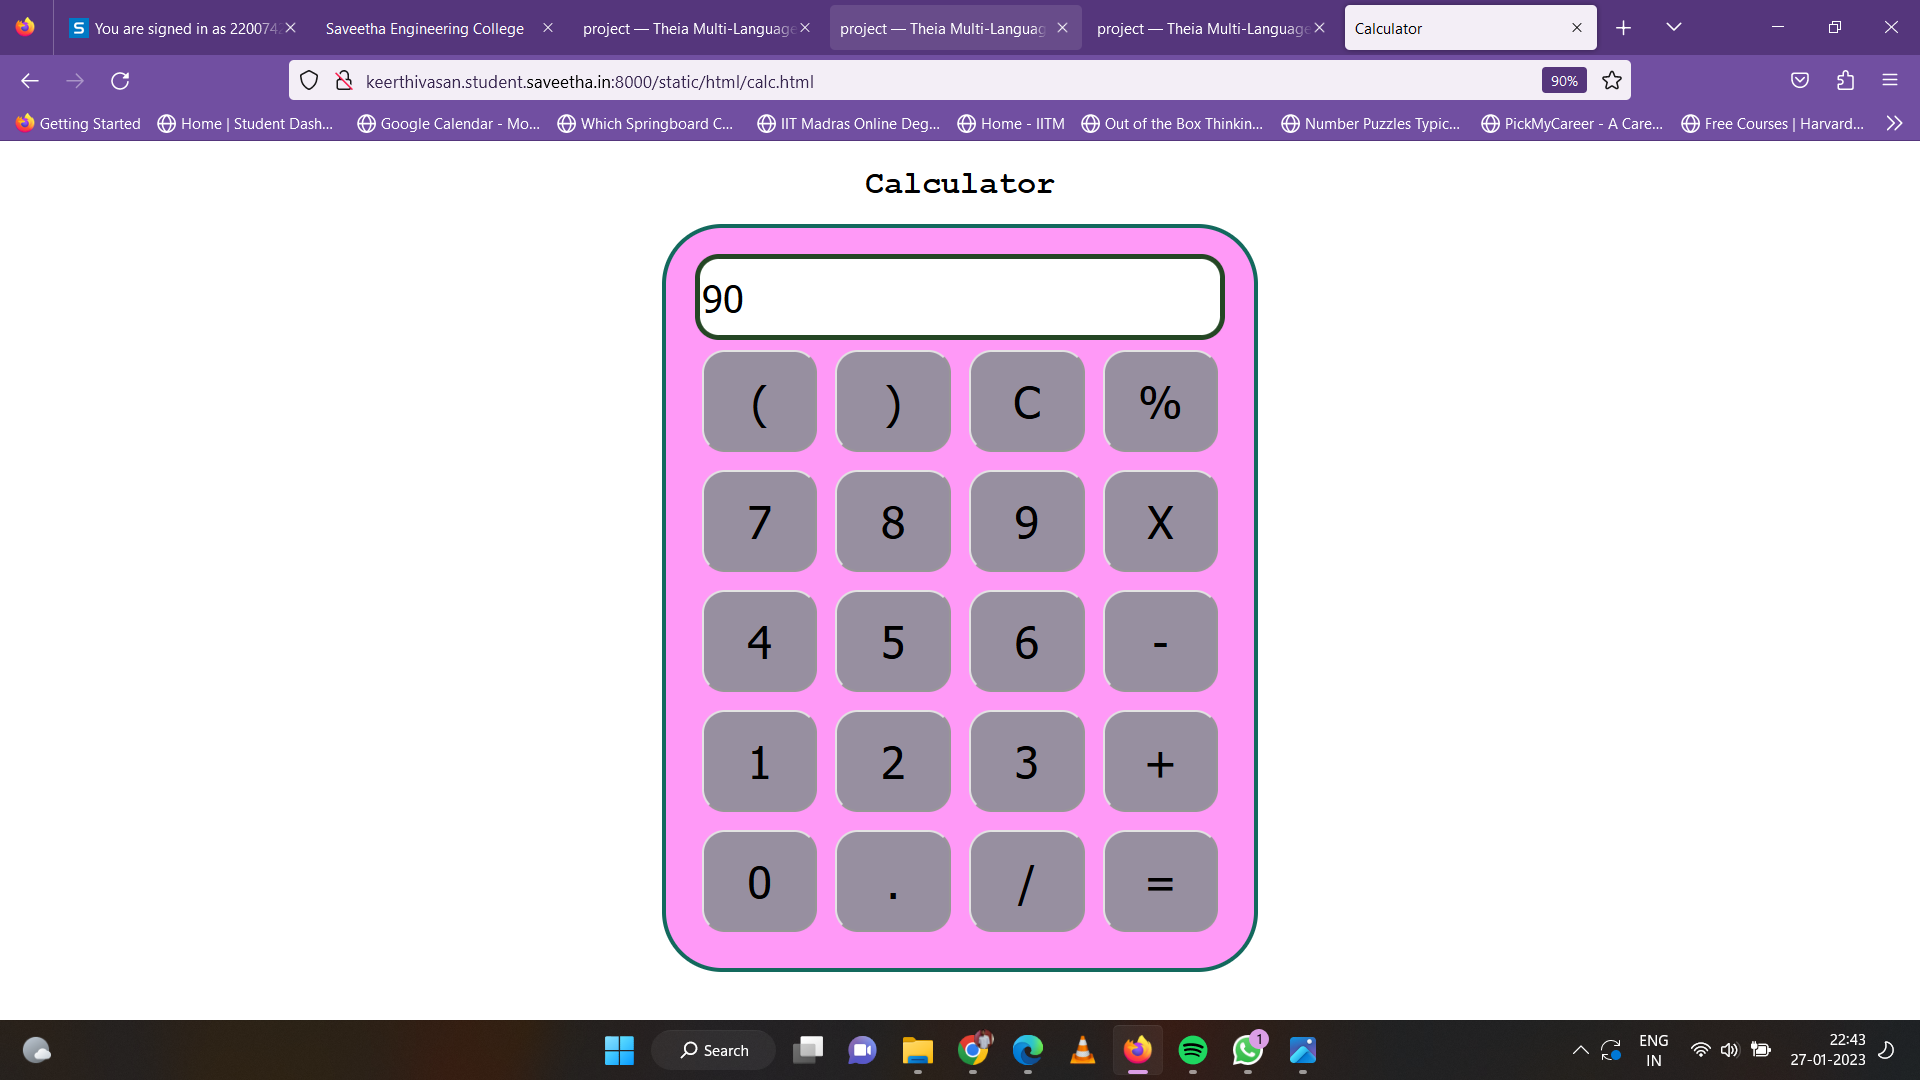 You are signed in as 220074
Saveetha Engineering College
project — Theia Multi-Language
project — Theia Multi-Languag
project — Theia Multi-Language
Calculator
keerthivasan.student.saveetha.in:8000/static/html/calc.html
90%
Getting Started
Home | Student Dash...
Google Calendar - Mo...
Which Springboard C...
IIT Madras Online Deg...
Home - IITM
Out of the Box Thinkin...
Number Puzzles Typic...
PickMyCareer - A Care...
Free Courses | Harvard...
Calculator
90
( ) C %
7 8 9 X
4 5 6 -
1 2 3 +
0 . / =
Search
1
ENG
IN
22:43
27-01-2023